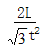 2L
√3 t²